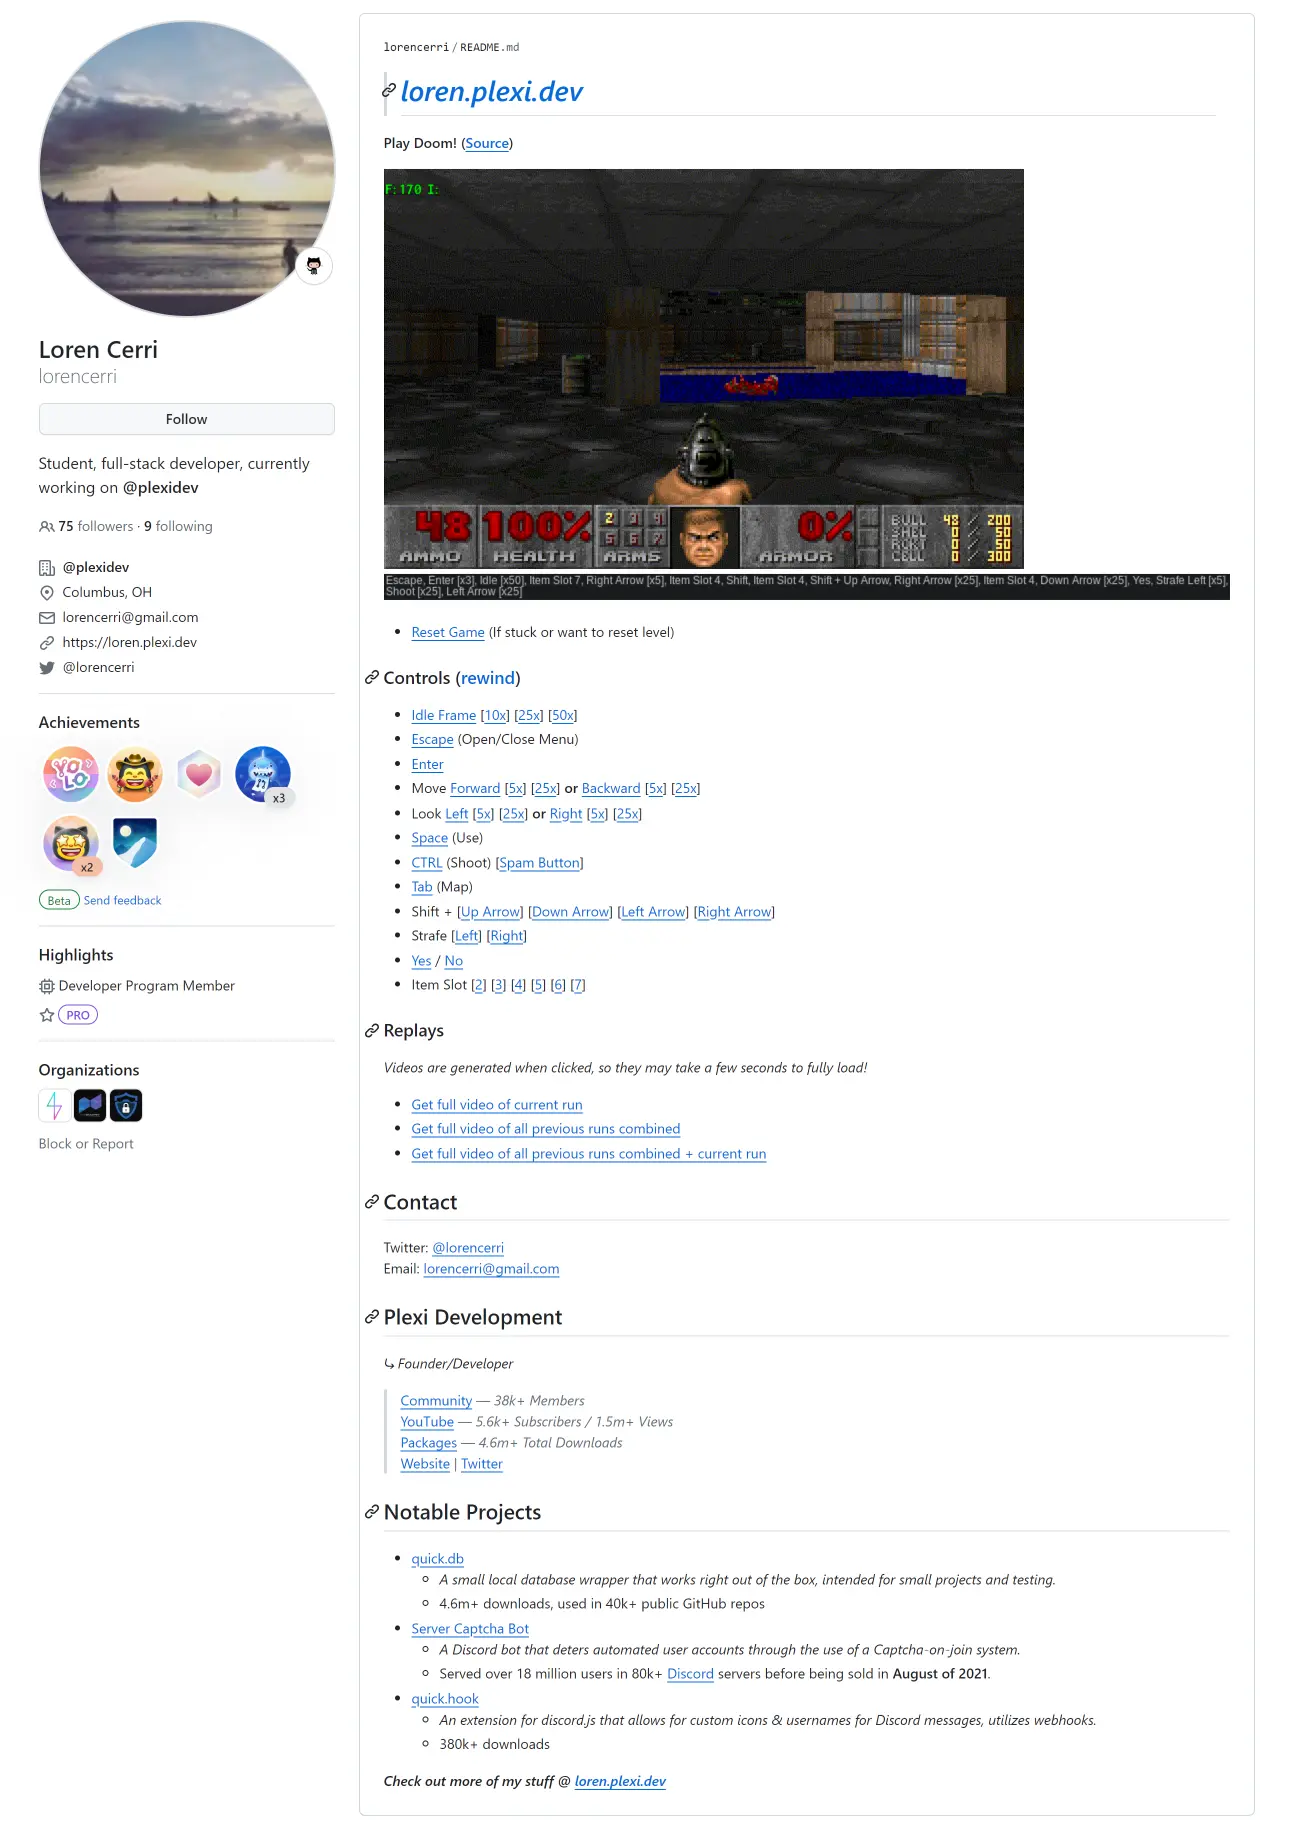 Loren Cerri
lorencerri
Follow
Student, full-stack developer, currently
working on @plexidev
75 followers · 9 following
@plexidev
Columbus, OH
lorencerri@gmail.com
https://loren.plexi.dev
@lorencerri
Achievements
YOLO
x3
x2
Beta Send feedback
Highlights
Developer Program Member
PRO
Organizations
Block or Report
lorencerri / README.md
loren.plexi.dev
Play Doom! (Source)
F:170 I:
48 100% 2 3 4 0% BULL 48 / 200
5 6 7 SHEL 0 / 50
RCKT 0 / 50
AMMO HEALTH ARMS ARMOR CELL 0 / 300
Escape, Enter [x3], Idle [x50], Item Slot 7, Right Arrow [x5], Item Slot 4, Shift, Item Slot 4, Shift + Up Arrow, Right Arrow [x25], Item Slot 4, Down Arrow [x25], Yes, Strafe Left [x5],
Shoot [x25], Left Arrow [x25]
Reset Game (If stuck or want to reset level)
Controls (rewind)
Idle Frame [10x] [25x] [50x]
Escape (Open/Close Menu)
Enter
Move Forward [5x] [25x] or Backward [5x] [25x]
Look Left [5x] [25x] or Right [5x] [25x]
Space (Use)
CTRL (Shoot) [Spam Button]
Tab (Map)
Shift + [Up Arrow] [Down Arrow] [Left Arrow] [Right Arrow]
Strafe [Left] [Right]
Yes / No
Item Slot [2] [3] [4] [5] [6] [7]
Replays
Videos are generated when clicked, so they may take a few seconds to fully load!
Get full video of current run
Get full video of all previous runs combined
Get full video of all previous runs combined + current run
Contact
Twitter: @lorencerri
Email: lorencerri@gmail.com
Plexi Development
↳ Founder/Developer
Community — 38k+ Members
YouTube — 5.6k+ Subscribers / 1.5m+ Views
Packages — 4.6m+ Total Downloads
Website | Twitter
Notable Projects
quick.db
A small local database wrapper that works right out of the box, intended for small projects and testing.
4.6m+ downloads, used in 40k+ public GitHub repos
Server Captcha Bot
A Discord bot that deters automated user accounts through the use of a Captcha-on-join system.
Served over 18 million users in 80k+ Discord servers before being sold in August of 2021.
quick.hook
An extension for discord.js that allows for custom icons & usernames for Discord messages, utilizes webhooks.
380k+ downloads
Check out more of my stuff @ loren.plexi.dev